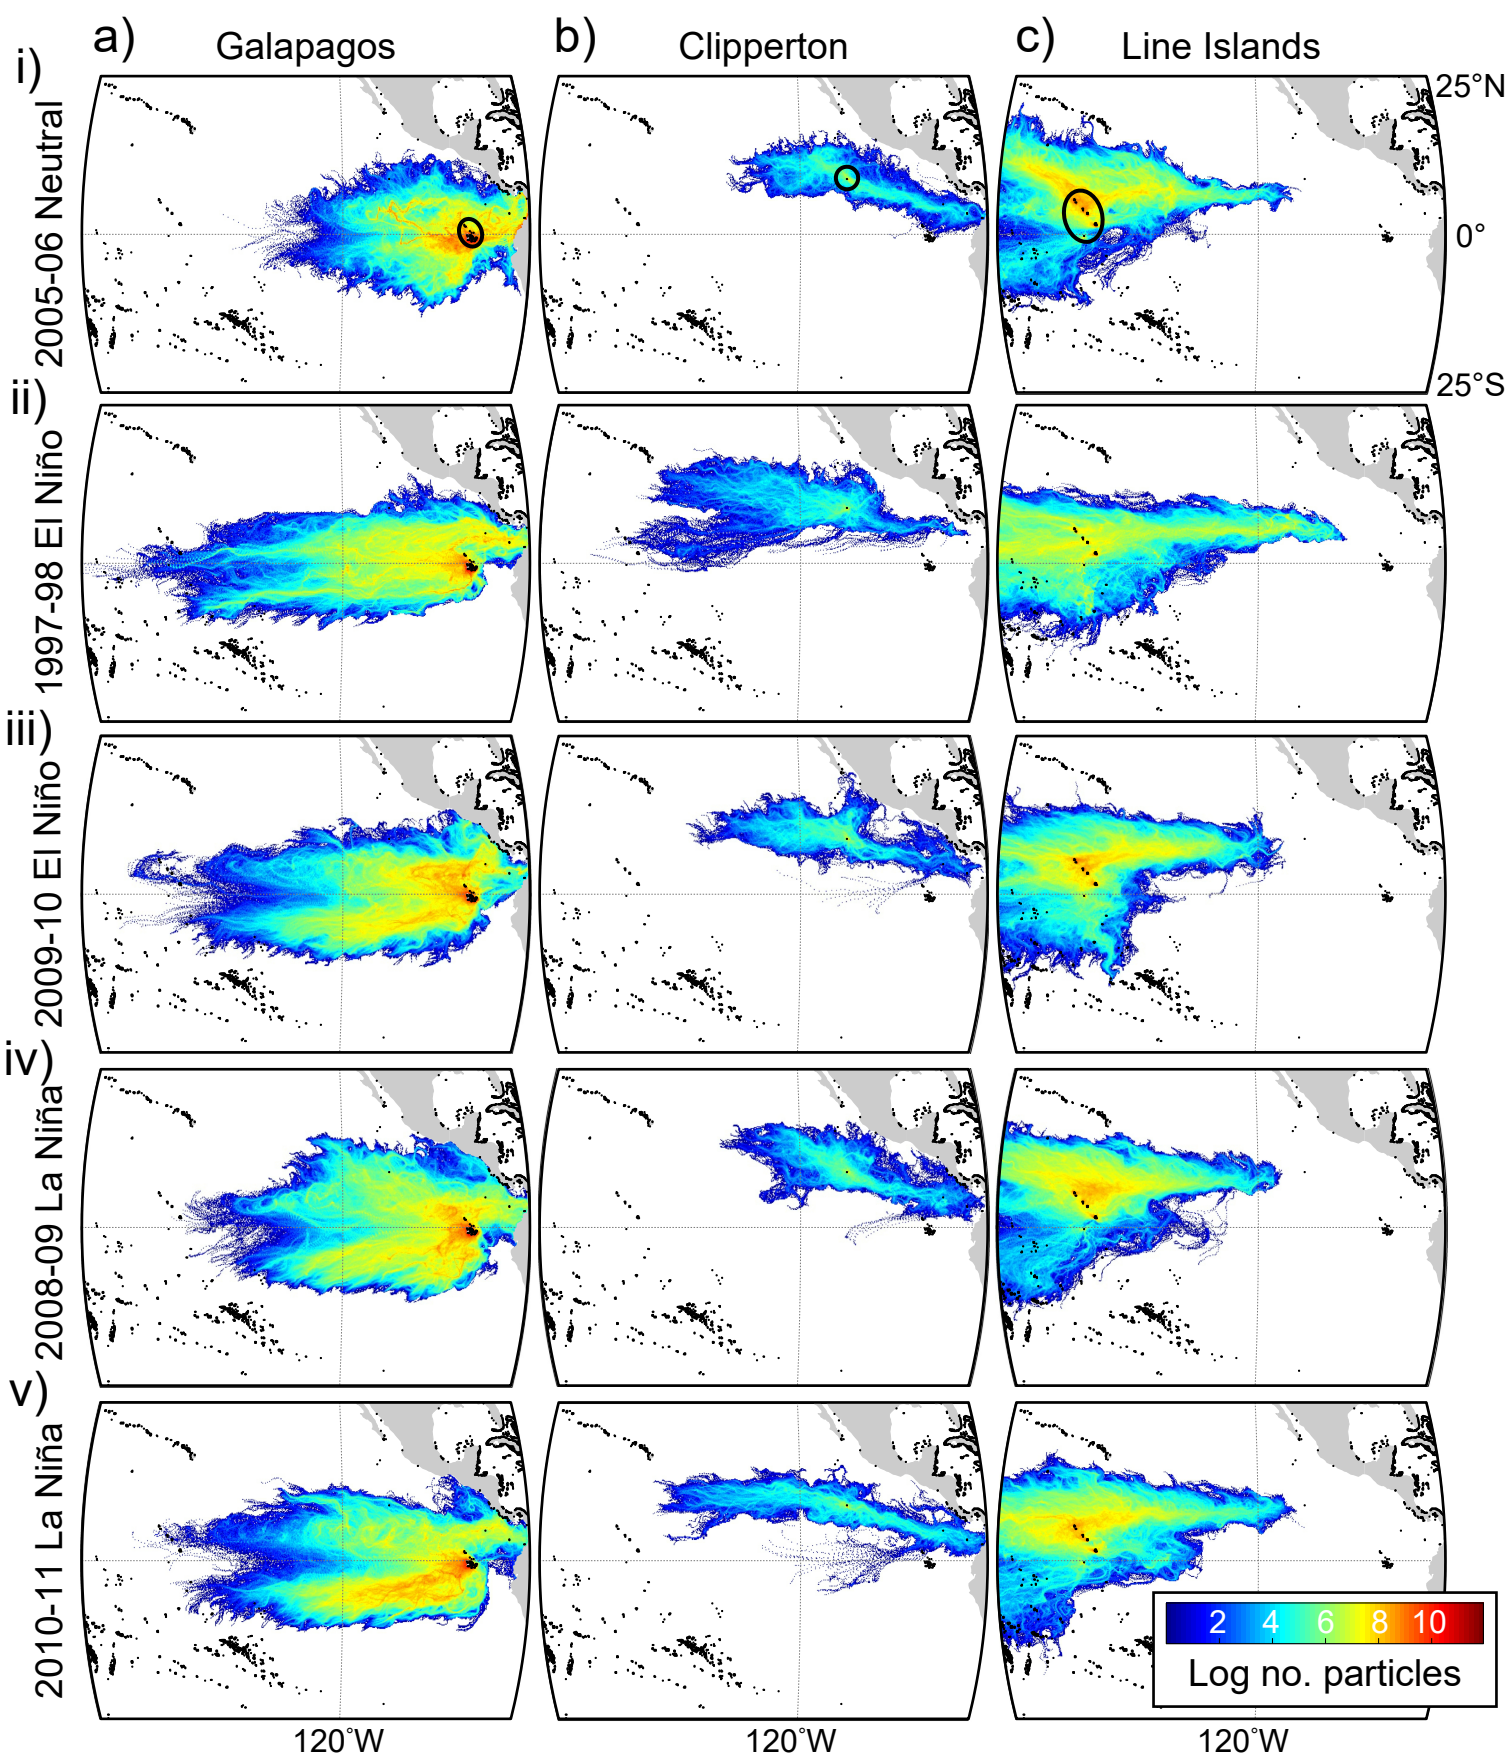 a) Galapagos b) Clipperton c) Line Islands
i) 2005-06 Neutral
25°N
0°
25°S
ii) 1997-98 El Niño
iii) 2009-10 El Niño
iv) 2008-09 La Niña
v) 2010-11 La Niña
2 4 6 8 10
Log no. particles
120°W 120°W 120°W